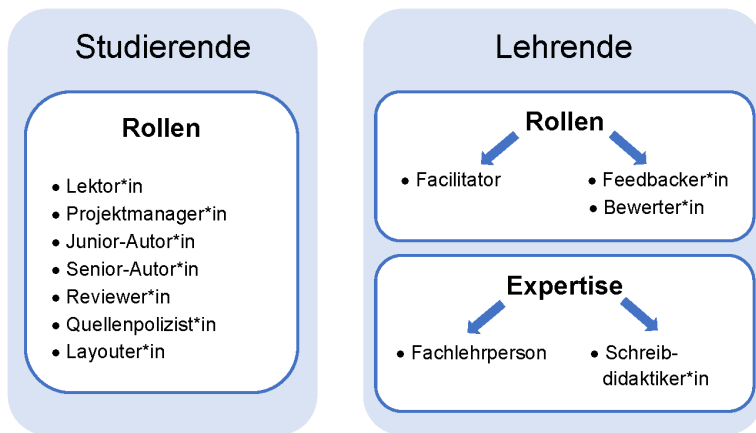 Studierende
Rollen
• Lektor*in
• Projektmanager*in
• Junior-Autor*in
• Senior-Autor*in
• Reviewer*in
• Quellenpolizist*in
• Layouter*in
Lehrende
Rollen
• Facilitator
• Feedbacker*in
• Bewerter*in
Expertise
• Fachlehrperson
• Schreib-
didaktiker*in